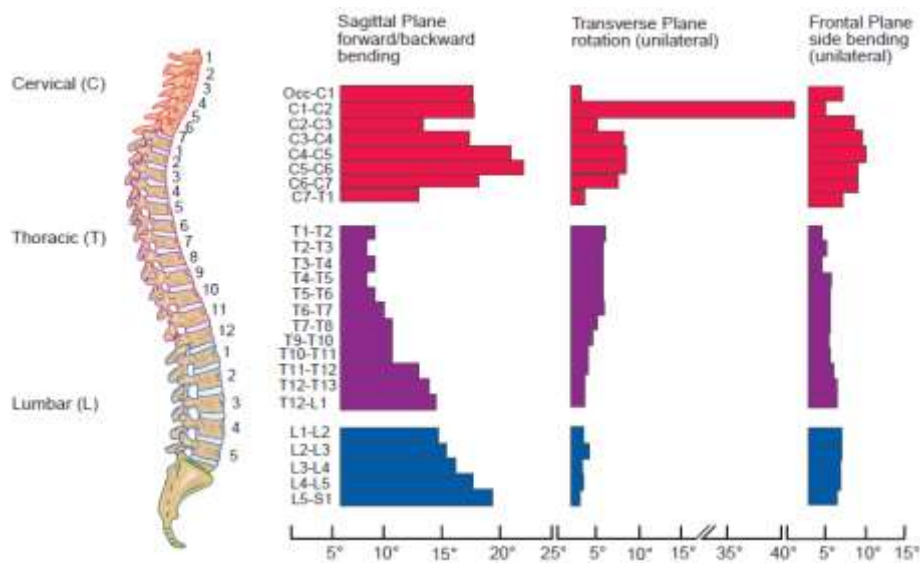 Sagittal Plane
forward/backward
bending
Transverse Plane
rotation (unilateral)
Frontal Plane
side bending
(unilateral)
Cervical (C)
Thoracic (T)
Lumbar (L)
1
2
3
4
5
6
7
1
2
3
4
5
6
7
8
9
10
11
12
1
2
3
4
5
Occ-C1
C1-C2
C2-C3
C3-C4
C4-C5
C5-C6
C6-C7
C7-T1
T1-T2
T2-T3
T3-T4
T4-T5
T5-T6
T6-T7
T7-T8
T9-T10
T10-T11
T11-T12
T12-T13
T12-L1
L1-L2
L2-L3
L3-L4
L4-L5
L5-S1
5° 10° 20° 25° 5° 10° 15° 35° 40° 5° 10° 15°